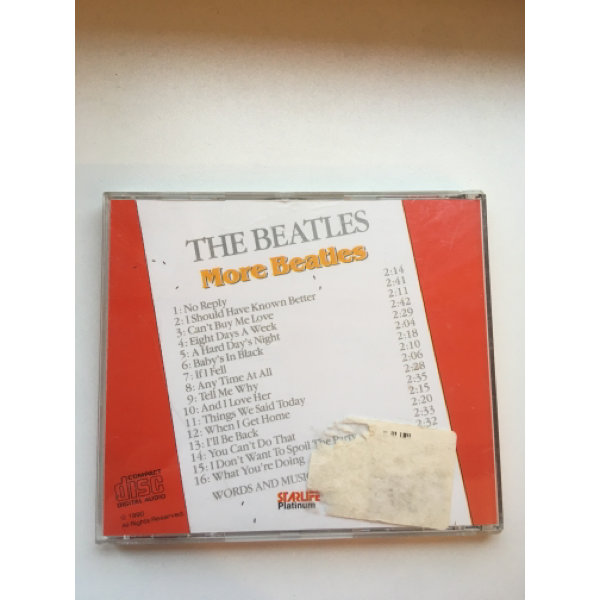 THE BEATLES
More Beatles
1: No Reply 2:14
2: I Should Have Known Better 2:41
3: Can't Buy Me Love 2:11
4: Eight Days A Week 2:42
5: A Hard Day's Night 2:29
6: Baby's In Black 2:04
7: If I Fell 2:18
8: Any Time At All 2:10
9: Tell Me Why 2:06
10: And I Love Her 2:28
11: Things We Said Today 2:35
12: When I Get Home 2:15
13: I'll Be Back 2:20
14: You Can't Do That 2:33
15: I Don't Want To Spoil The Party 2:32
16: What You're Doing
WORDS AND MUSIC
STARLIFE
Platinum
COMPACT
disc
DIGITAL AUDIO
© 1990
All Rights Reserved.